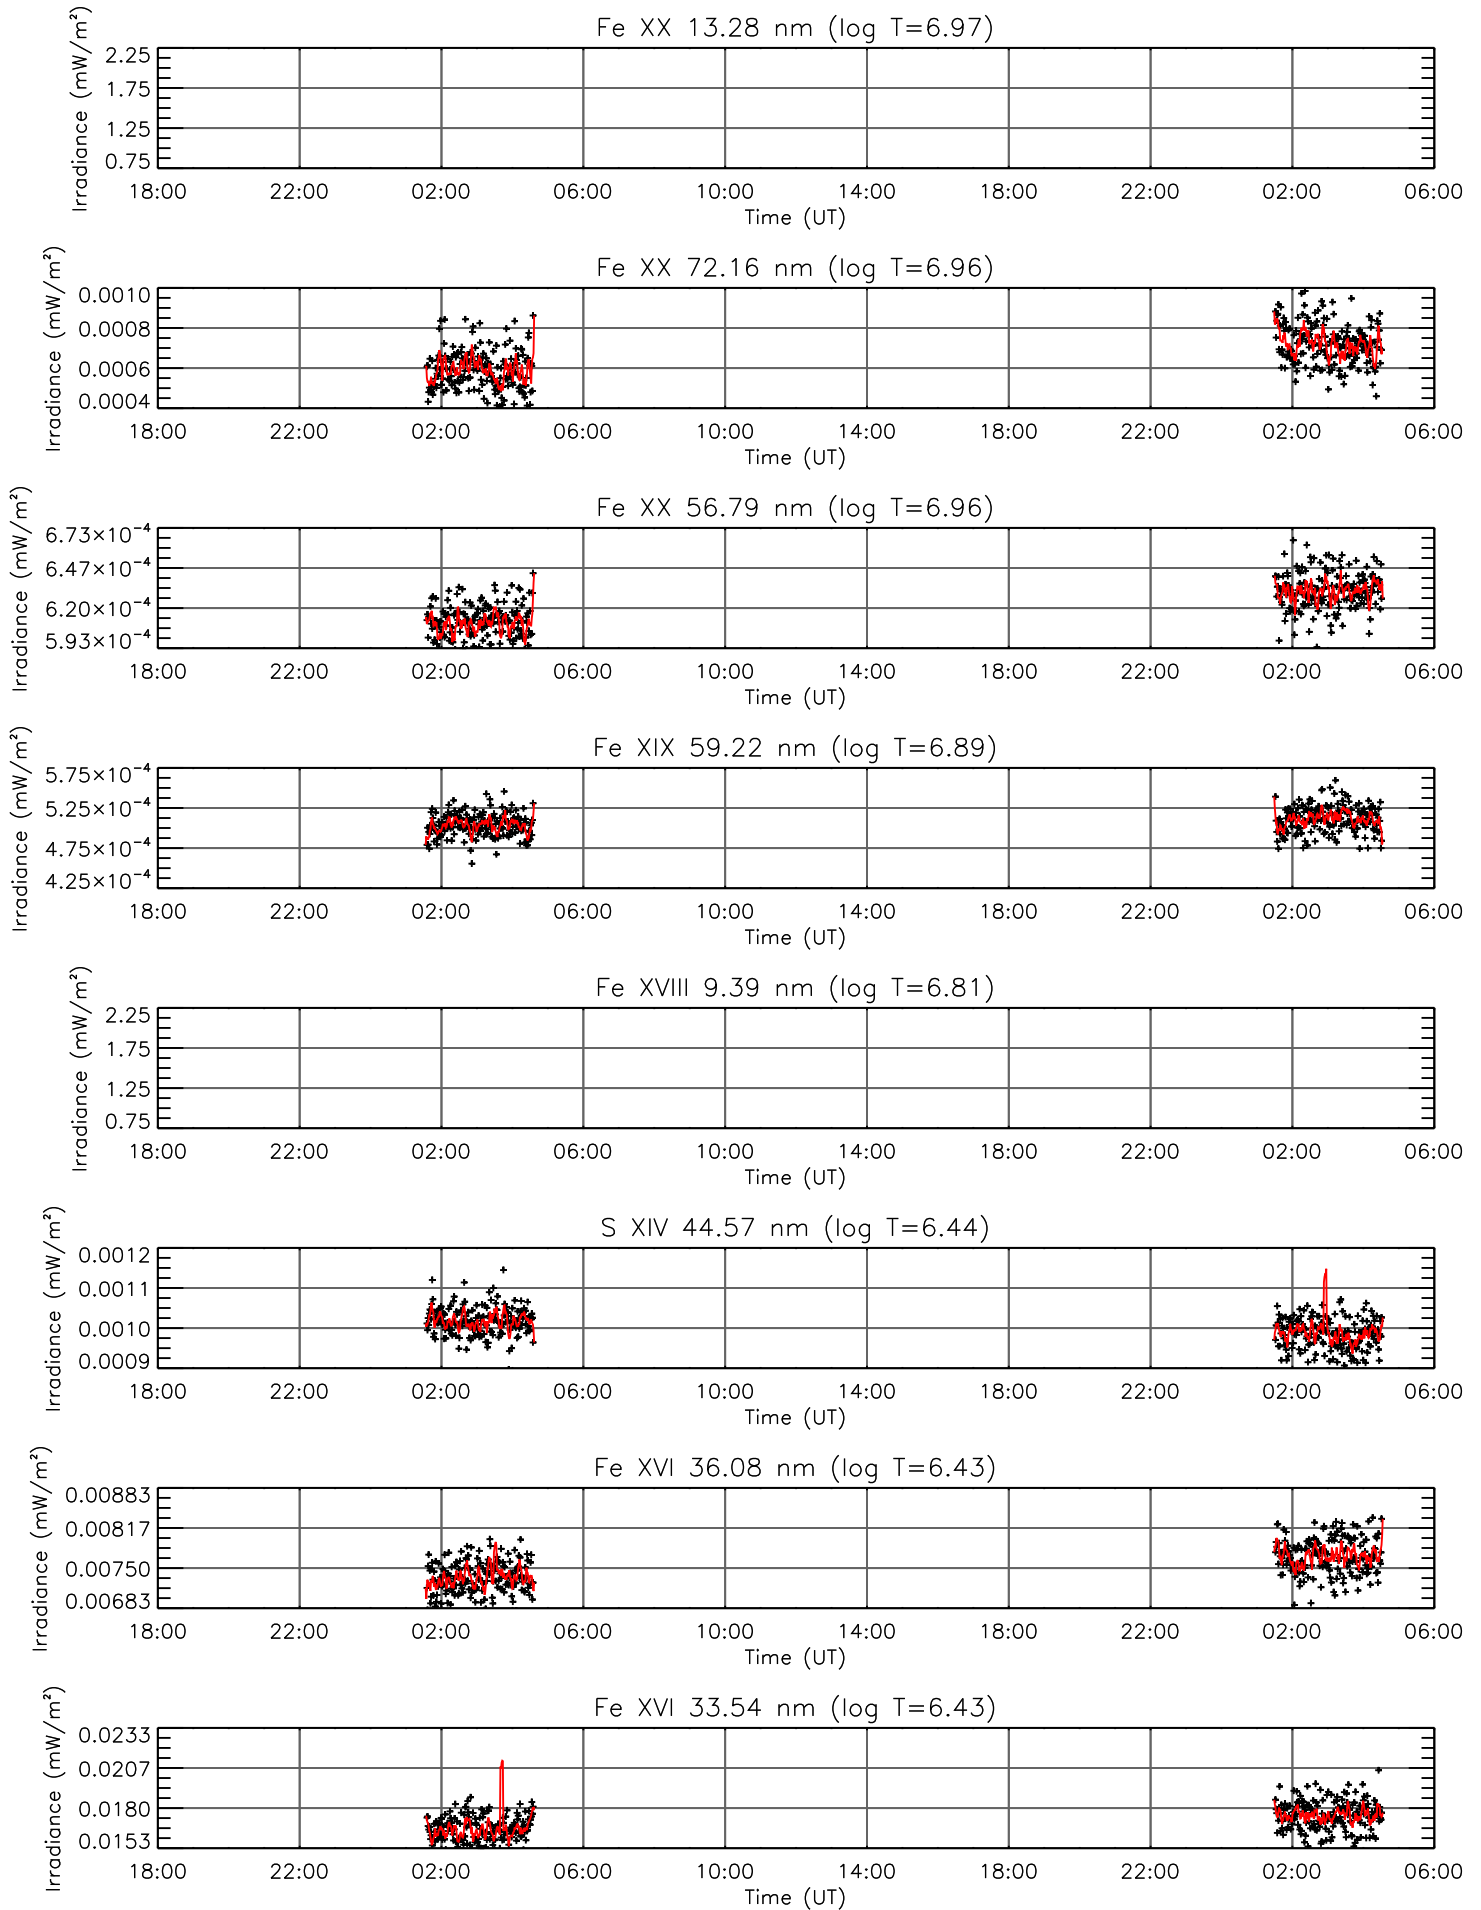 Fe XX 13.28 nm (log T=6.97)
Irradiance (mW/m²)
2.25
1.75
1.25
0.75
18:00 22:00 02:00 06:00 10:00 14:00 18:00 22:00 02:00 06:00
Time (UT)
Fe XX 72.16 nm (log T=6.96)
Irradiance (mW/m²)
0.0010
0.0008
0.0006
0.0004
18:00 22:00 02:00 06:00 10:00 14:00 18:00 22:00 02:00 06:00
Time (UT)
Fe XX 56.79 nm (log T=6.96)
Irradiance (mW/m²)
6.73×10⁻⁴
6.47×10⁻⁴
6.20×10⁻⁴
5.93×10⁻⁴
18:00 22:00 02:00 06:00 10:00 14:00 18:00 22:00 02:00 06:00
Time (UT)
Fe XIX 59.22 nm (log T=6.89)
Irradiance (mW/m²)
5.75×10⁻⁴
5.25×10⁻⁴
4.75×10⁻⁴
4.25×10⁻⁴
18:00 22:00 02:00 06:00 10:00 14:00 18:00 22:00 02:00 06:00
Time (UT)
Fe XVIII 9.39 nm (log T=6.81)
Irradiance (mW/m²)
2.25
1.75
1.25
0.75
18:00 22:00 02:00 06:00 10:00 14:00 18:00 22:00 02:00 06:00
Time (UT)
S XIV 44.57 nm (log T=6.44)
Irradiance (mW/m²)
0.0012
0.0011
0.0010
0.0009
18:00 22:00 02:00 06:00 10:00 14:00 18:00 22:00 02:00 06:00
Time (UT)
Fe XVI 36.08 nm (log T=6.43)
Irradiance (mW/m²)
0.00883
0.00817
0.00750
0.00683
18:00 22:00 02:00 06:00 10:00 14:00 18:00 22:00 02:00 06:00
Time (UT)
Fe XVI 33.54 nm (log T=6.43)
Irradiance (mW/m²)
0.0233
0.0207
0.0180
0.0153
18:00 22:00 02:00 06:00 10:00 14:00 18:00 22:00 02:00 06:00
Time (UT)